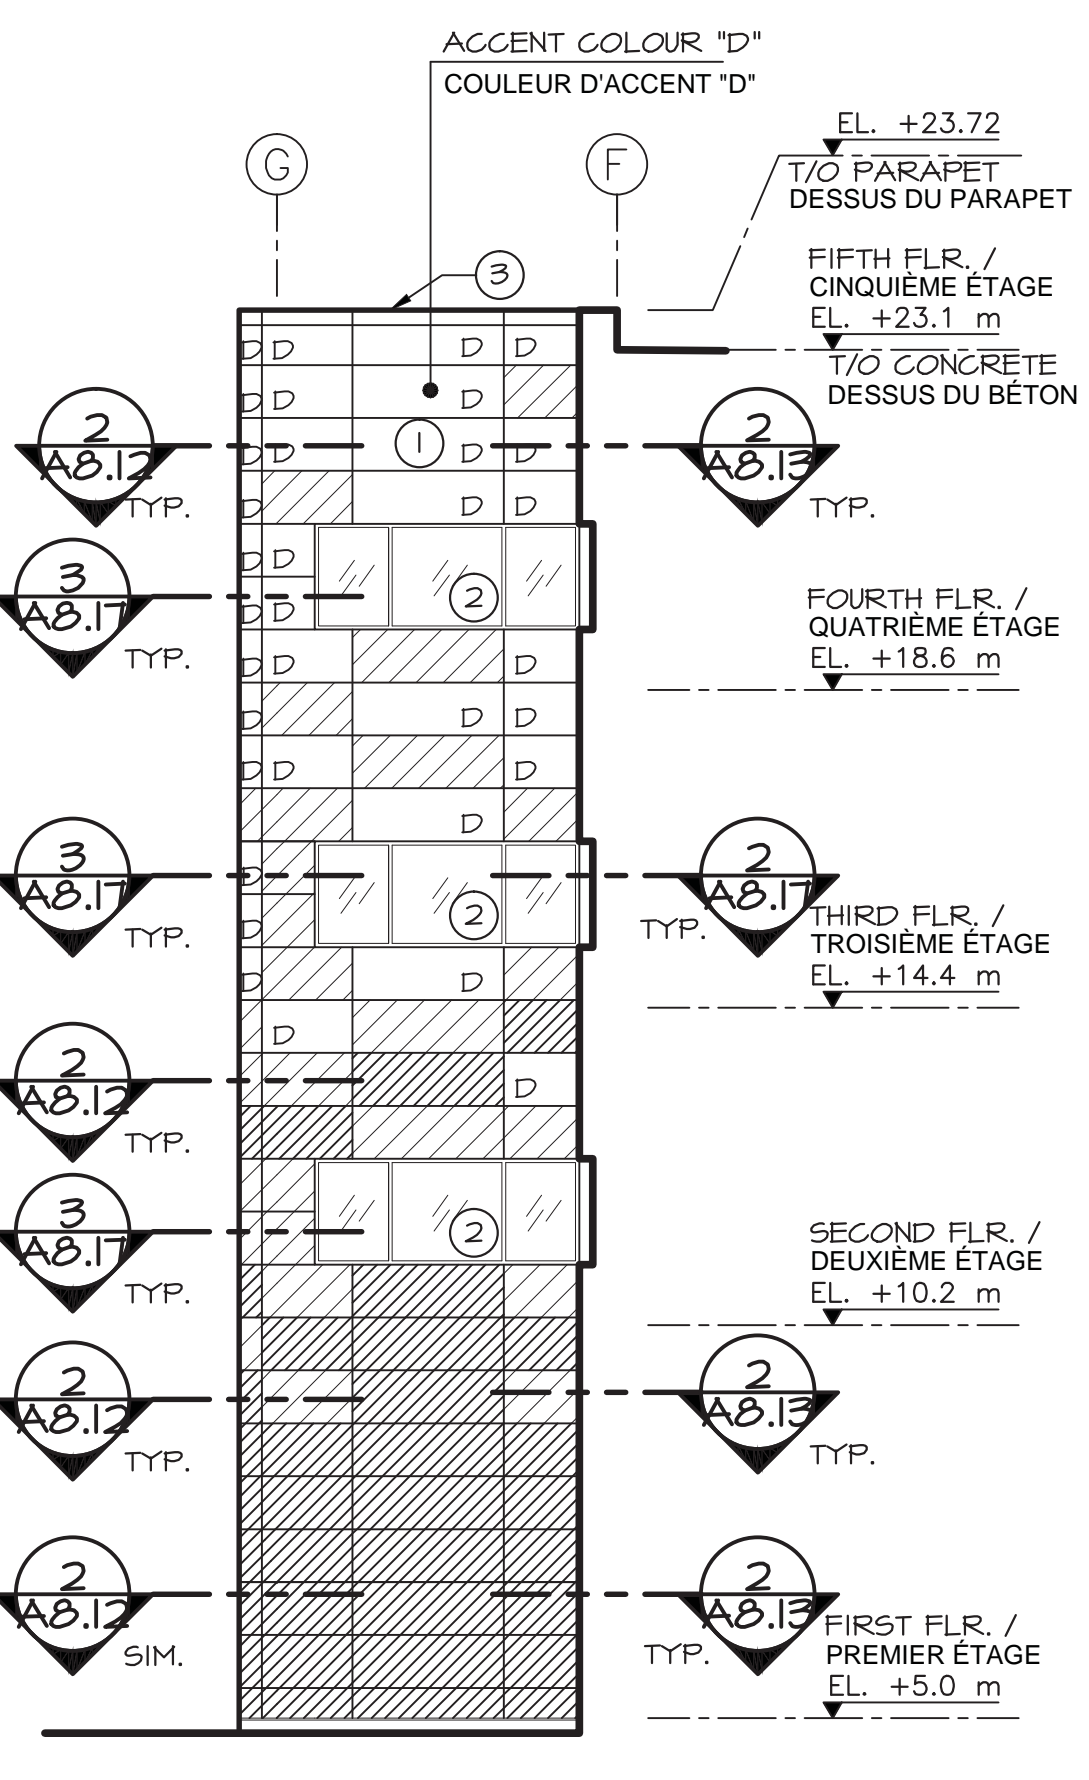 ACCENT COLOUR "D"
COULEUR D'ACCENT "D"
EL. +23.72
T/O PARAPET
DESSUS DU PARAPET
G
F
FIFTH FLR. /
CINQUIÈME ÉTAGE
EL. +23.1 m
T/O CONCRETE
DESSUS DU BÉTON
3
D D D D
D D D
2
A8.12
TYP.
1
D D D D
2
A8.13
TYP.
D D D
D D
3
A8.17
TYP.
2
D D
FOURTH FLR. /
QUATRIÈME ÉTAGE
EL. +18.6 m
D D D
D D D
D D D
D
3
A8.17
TYP.
D
2
D
2
A8.17
TYP.
THIRD FLR. /
TROISIÈME ÉTAGE
EL. +14.4 m
D D
D
2
A8.12
TYP.
D
3
A8.17
TYP.
2
SECOND FLR. /
DEUXIÈME ÉTAGE
EL. +10.2 m
2
A8.12
TYP.
2
A8.13
TYP.
2
A8.12
SIM.
2
A8.13
TYP.
FIRST FLR. /
PREMIER ÉTAGE
EL. +5.0 m